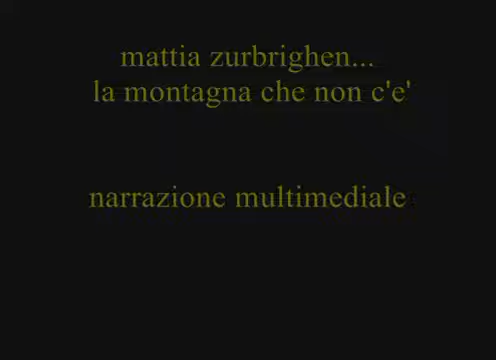 mattia zurbrighen...
la montagna che non c'e'
narrazione multimediale